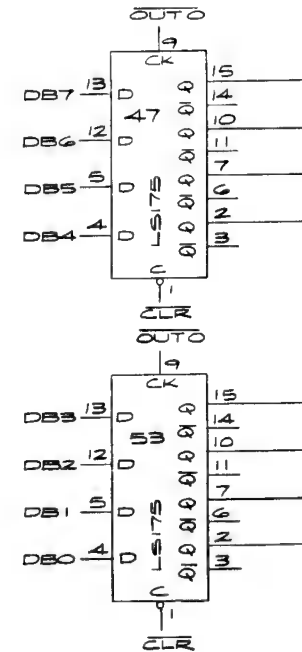 OUT0
9
CK
DB7 13 D 47 Q 15
Q 14
DB6 12 D Q 10
Q 11
DB5 5 D LS175 Q 7
Q 6
DB4 4 D Q 2
Q 3
C
1
CLR
OUT0
9
CK
DB3 13 D 53 Q 15
Q 14
DB2 12 D Q 10
Q 11
DB1 5 D LS175 Q 7
Q 6
DB0 4 D Q 2
Q 3
C
1
CLR